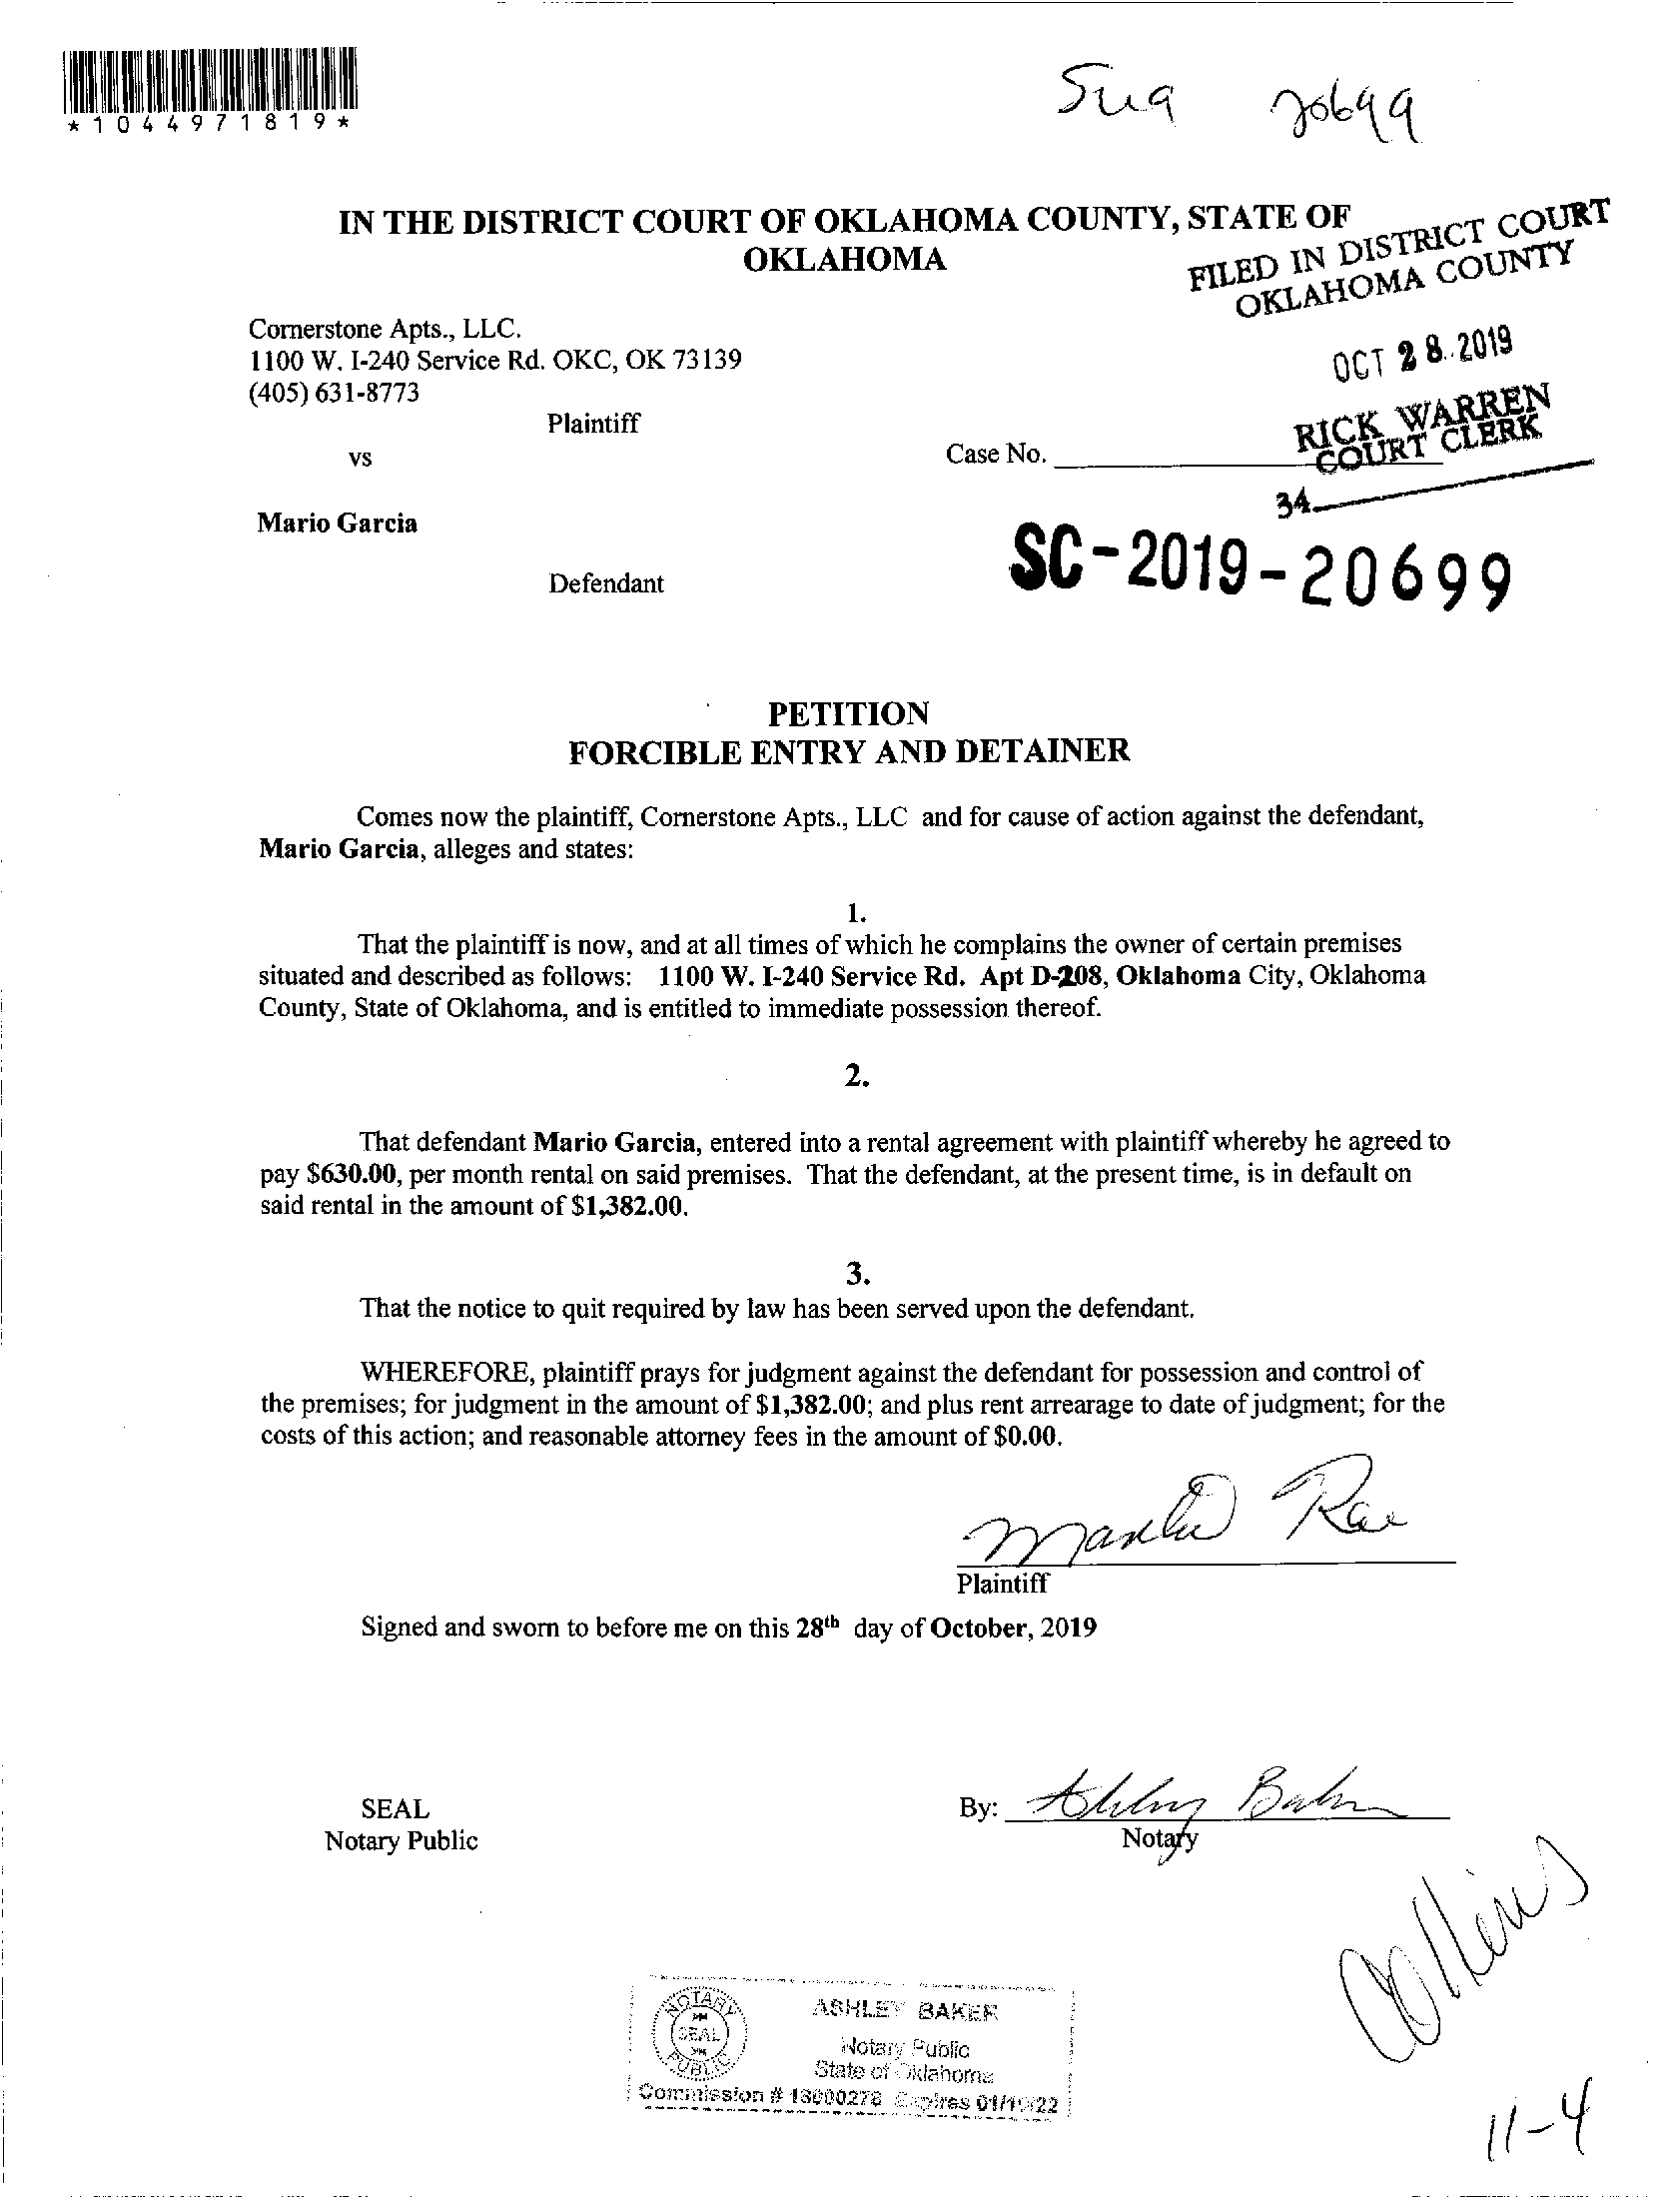 *1044971819*
20699
IN THE DISTRICT COURT OF OKLAHOMA COUNTY, STATE OF
OKLAHOMA
FILED IN DISTRICT COURT
OKLAHOMA COUNTY
OCT 28 2019
RICK WARREN
COURT CLERK
34
Cornerstone Apts., LLC.
1100 W. I-240 Service Rd. OKC, OK 73139
(405) 631-8773
Plaintiff
vs
Case No.
Mario Garcia
Defendant
SC-2019-20699
PETITION
FORCIBLE ENTRY AND DETAINER
Comes now the plaintiff, Cornerstone Apts., LLC and for cause of action against the defendant,
Mario Garcia, alleges and states:
1.
That the plaintiff is now, and at all times of which he complains the owner of certain premises
situated and described as follows: 1100 W. I-240 Service Rd. Apt D-208, Oklahoma City, Oklahoma
County, State of Oklahoma, and is entitled to immediate possession thereof.
2.
That defendant Mario Garcia, entered into a rental agreement with plaintiff whereby he agreed to
pay $630.00, per month rental on said premises. That the defendant, at the present time, is in default on
said rental in the amount of $1,382.00.
3.
That the notice to quit required by law has been served upon the defendant.
WHEREFORE, plaintiff prays for judgment against the defendant for possession and control of
the premises; for judgment in the amount of $1,382.00; and plus rent arrearage to date of judgment; for the
costs of this action; and reasonable attorney fees in the amount of $0.00.
Rae
Plaintiff
Signed and sworn to before me on this 28th day of October, 2019
SEAL
Notary Public
By: Ashley Baker
Notary
Collins
NOTARY
SEAL
PUBLIC
ASHLEY BAKER
Notary Public
State of Oklahoma
Commission # 18000278 Expires
11-4